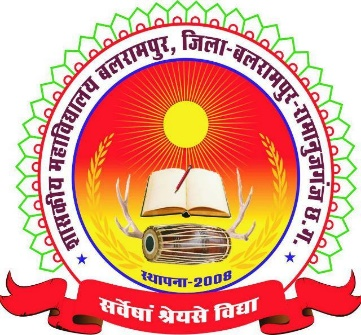 शासकीय महाविद्यालय बलरामपुर, जिला-बलरामपुर-रामानुजगंज छ.ग.
स्थापना-2008
सर्वेषां श्रेयसे विद्या